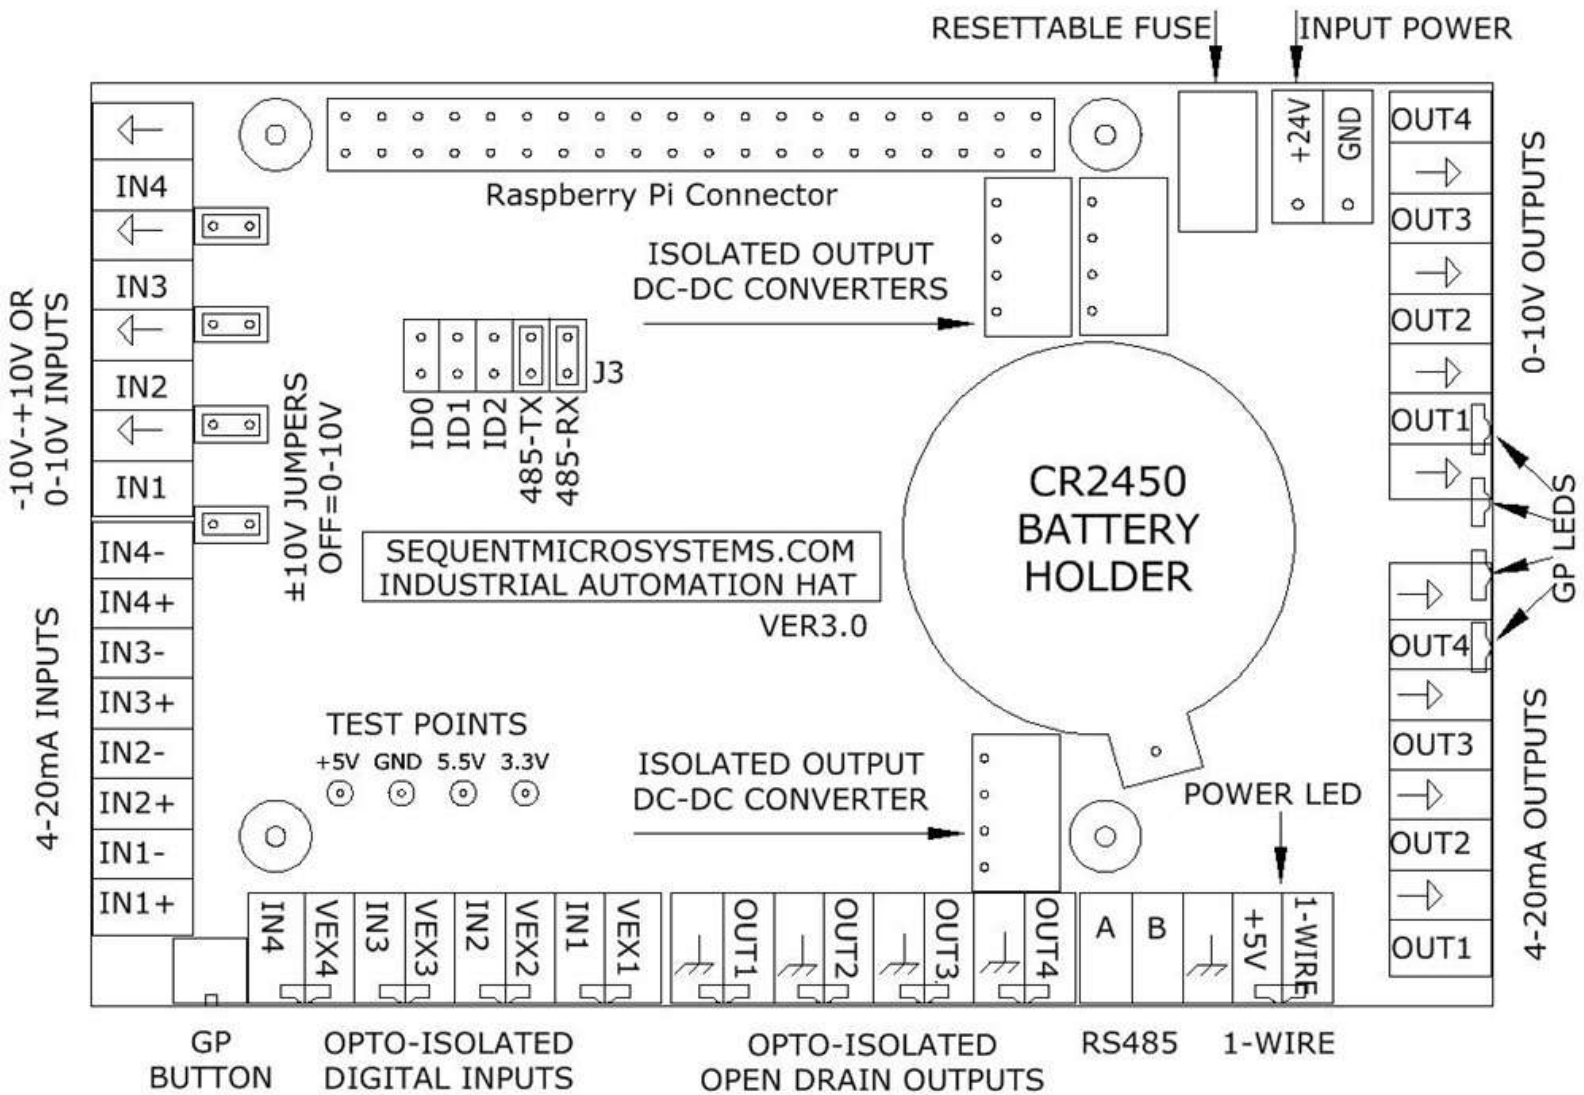 RESETTABLE FUSE
INPUT POWER
IN4
IN3
IN2
IN1
-10V-+10V OR
0-10V INPUTS
IN4-
IN4+
IN3-
IN3+
IN2-
IN2+
IN1-
IN1+
4-20mA INPUTS
Raspberry Pi Connector
ISOLATED OUTPUT
DC-DC CONVERTERS
+24V
GND
ID0
ID1
ID2
485-TX
485-RX
J3
±10V JUMPERS
OFF=0-10V
SEQUENTMICROSYSTEMS.COM
INDUSTRIAL AUTOMATION HAT
VER3.0
CR2450
BATTERY
HOLDER
TEST POINTS
+5V GND 5.5V 3.3V
ISOLATED OUTPUT
DC-DC CONVERTER
POWER LED
OUT4
OUT3
OUT2
OUT1
0-10V OUTPUTS
GP LEDS
OUT4
OUT3
OUT2
OUT1
4-20mA OUTPUTS
IN4
VEX4
IN3
VEX3
IN2
VEX2
IN1
VEX1
OUT1
OUT2
OUT3
OUT4
A
B
+5V
1-WIRE
GP
BUTTON
OPTO-ISOLATED
DIGITAL INPUTS
OPTO-ISOLATED
OPEN DRAIN OUTPUTS
RS485
1-WIRE